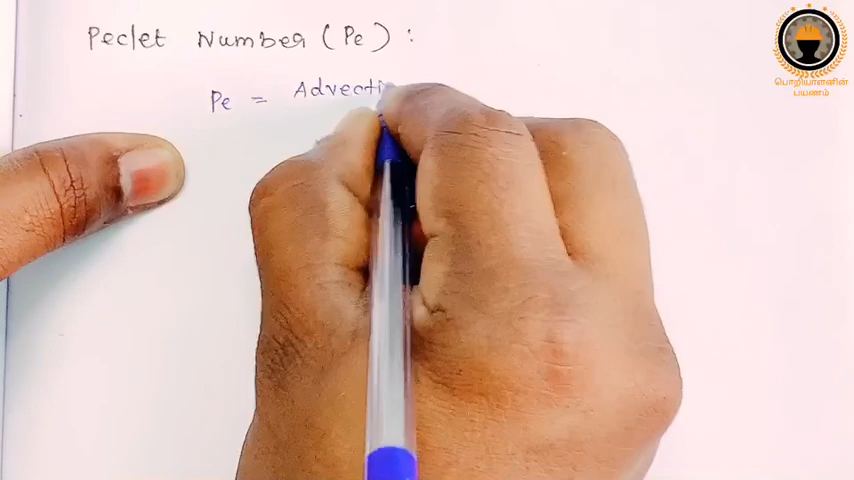 Peclet Number (Pe) :
Pe = Advecti
பொறியாளனின்
பயணம்